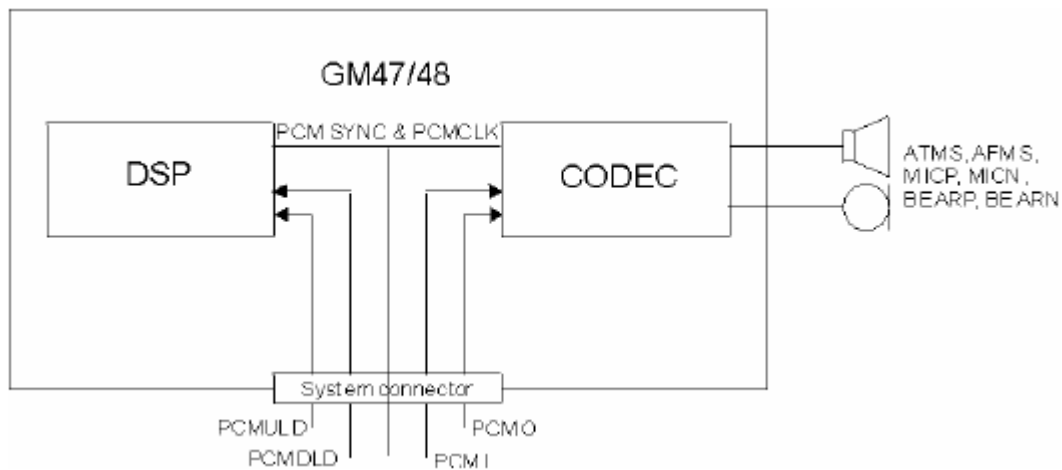 GM47/48
PCM SYNC & PCMCLK
DSP
CODEC
ATMS, AFMS,
MICP, MICN,
BEARP, BEARN
System connector
PCMULD
PCMO
PCMDLD
PCMI